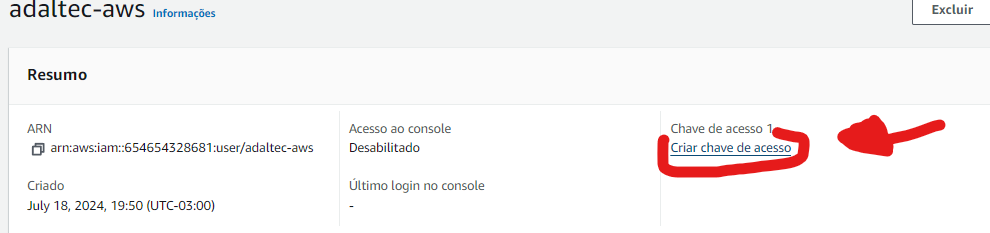 adaltec-aws Informações
Excluir
Resumo
ARN
arn:aws:iam::654654328681:user/adaltec-aws
Criado
July 18, 2024, 19:50 (UTC-03:00)
Acesso ao console
Desabilitado
Último login no console
-
Chave de acesso 1
Criar chave de acesso